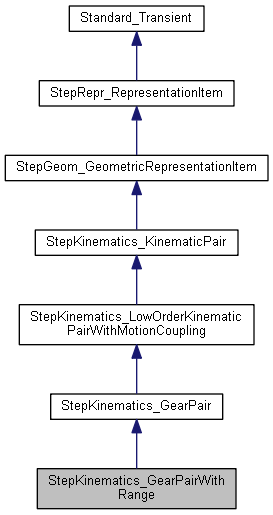 Standard_Transient
StepRepr_RepresentationItem
StepGeom_GeometricRepresentationItem
StepKinematics_KinematicPair
StepKinematics_LowOrderKinematic
PairWithMotionCoupling
StepKinematics_GearPair
StepKinematics_GearPairWith
Range